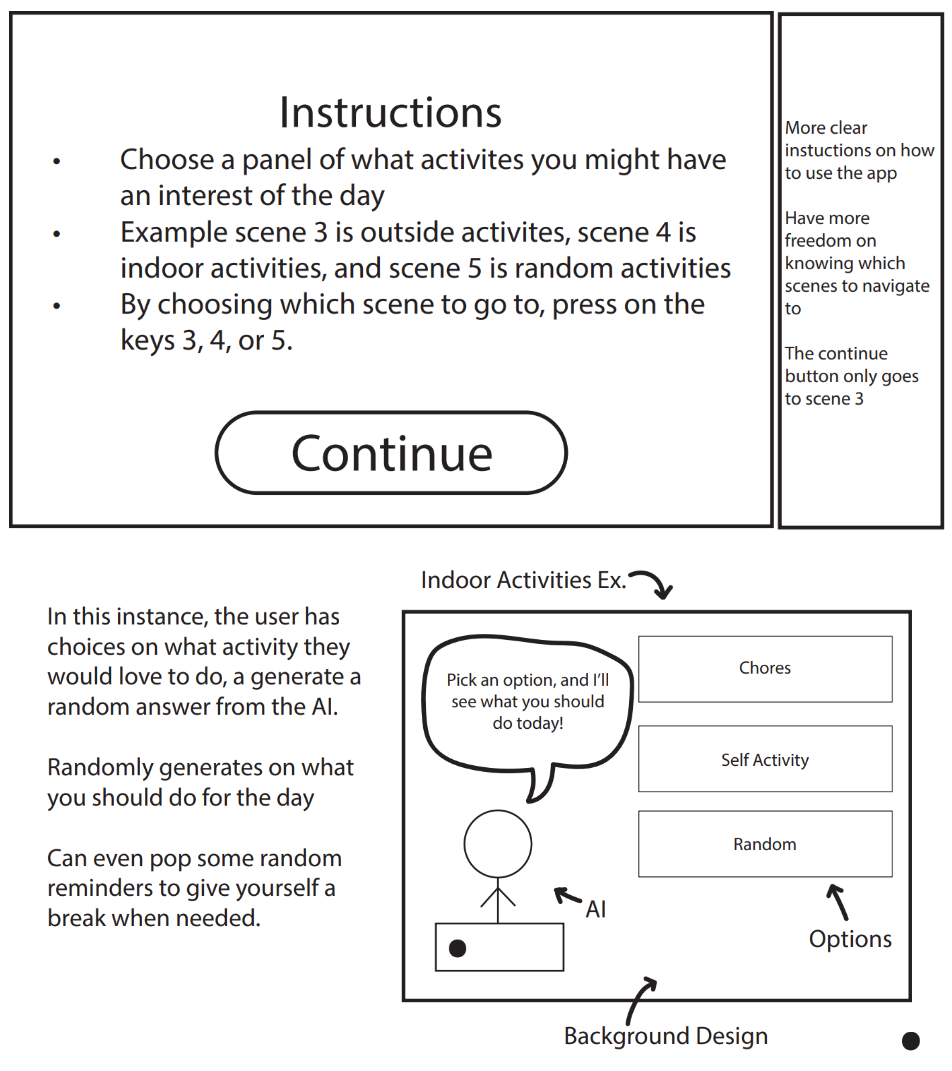 Instructions
• Choose a panel of what activites you might have
an interest of the day
• Example scene 3 is outside activites, scene 4 is
indoor activities, and scene 5 is random activities
• By choosing which scene to go to, press on the
keys 3, 4, or 5.
Continue
More clear
instuctions on how
to use the app
Have more
freedom on
knowing which
scenes to navigate
to
The continue
button only goes
to scene 3
In this instance, the user has
choices on what activity they
would love to do, a generate a
random answer from the AI.
Randomly generates on what
you should do for the day
Can even pop some random
reminders to give yourself a
break when needed.
Indoor Activities Ex.
Pick an option, and I'll
see what you should
do today!
Chores
Self Activity
Random
AI
Options
Background Design